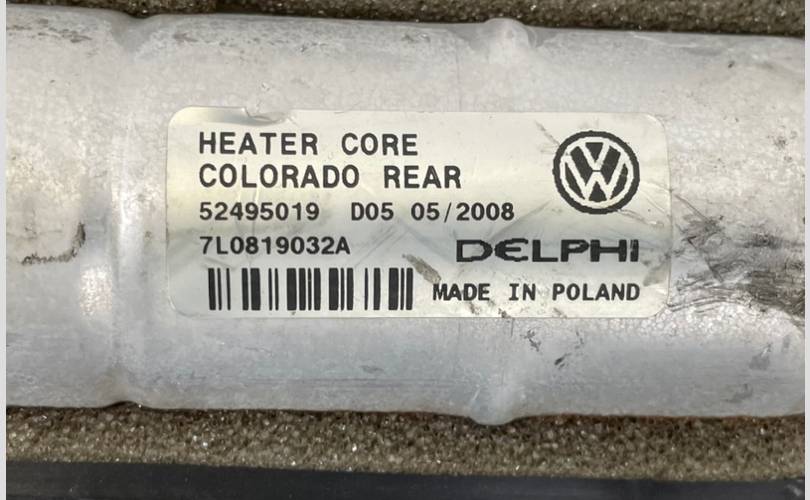 HEATER CORE
COLORADO REAR
52495019 D05 05/2008
7L0819032A
DELPHI
MADE IN POLAND